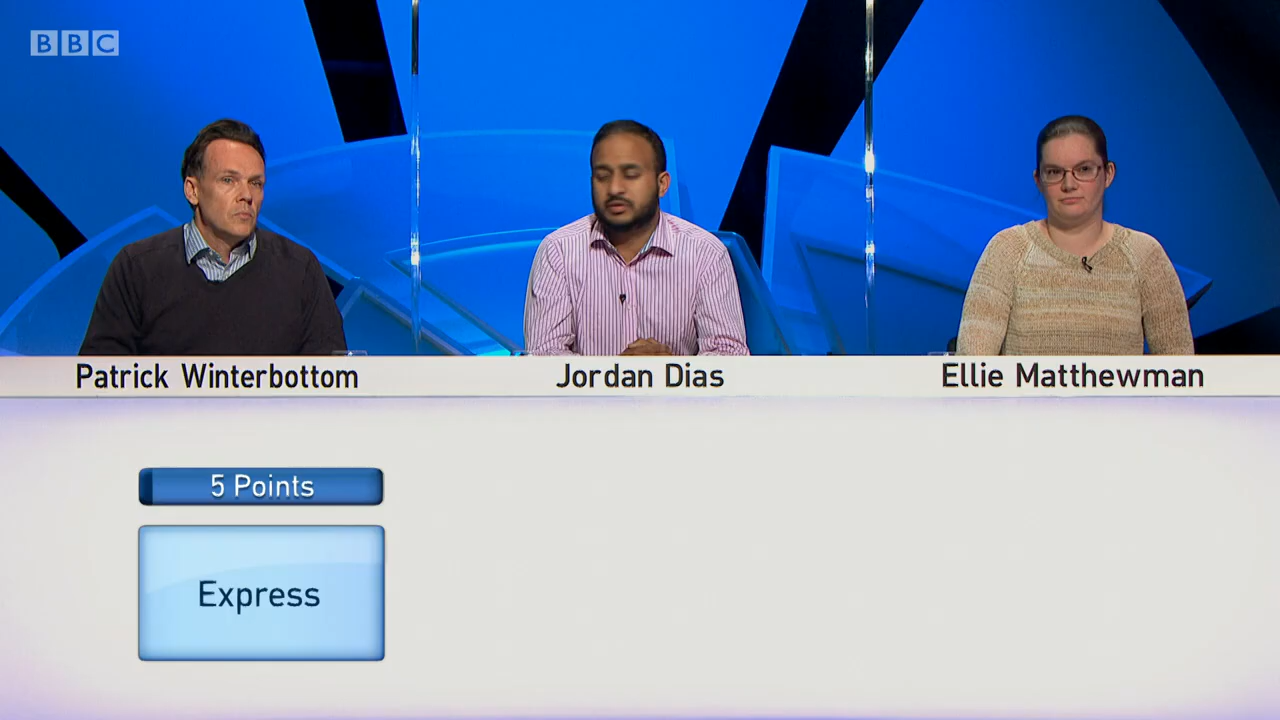 BBC
Patrick Winterbottom
Jordan Dias
Ellie Matthewman
5 Points
Express